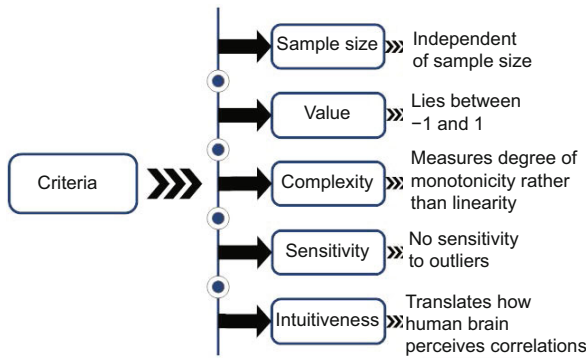 Criteria
Sample size
Independent
of sample size
Value
Lies between
−1 and 1
Complexity
Measures degree of
monotonicity rather
than linearity
Sensitivity
No sensitivity
to outliers
Intuitiveness
Translates how
human brain
perceives correlations